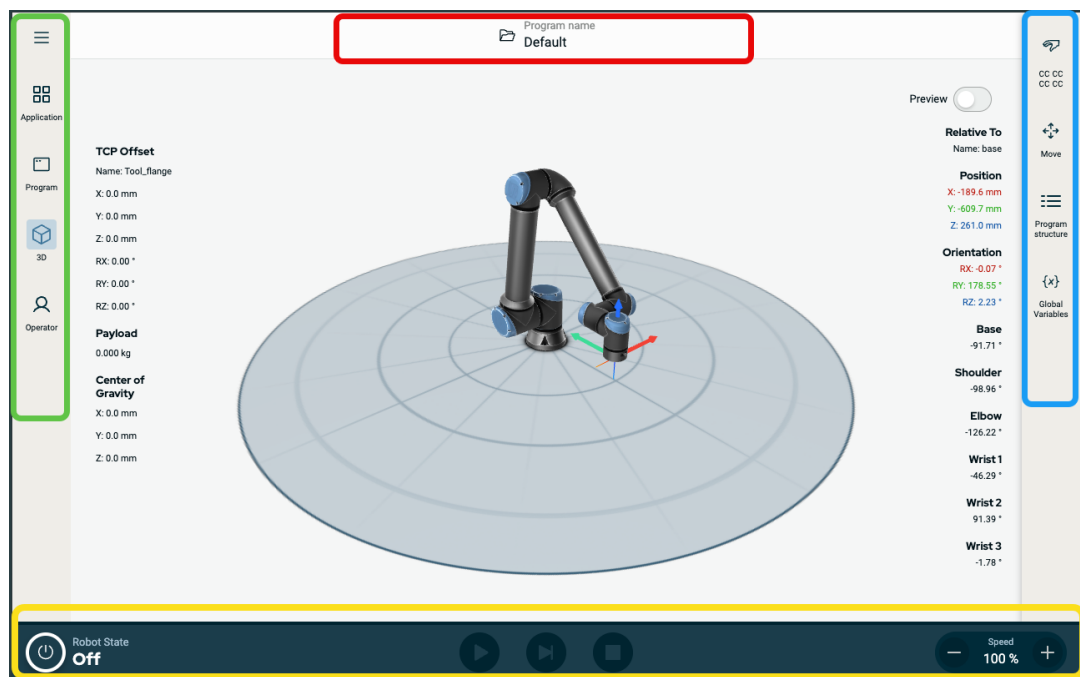 Program name
Default
Application
Program
3D
Operator
TCP Offset
Name: Tool_flange
X: 0.0 mm
Y: 0.0 mm
Z: 0.0 mm
RX: 0.00 °
RY: 0.00 °
RZ: 0.00 °
Payload
0.000 kg
Center of
Gravity
X: 0.0 mm
Y: 0.0 mm
Z: 0.0 mm
Preview
Relative To
Name: base
Position
X: -189.6 mm
Y: -609.7 mm
Z: 261.0 mm
Orientation
RX: -0.07 °
RY: 178.55 °
RZ: 2.23 °
Base
-91.71 °
Shoulder
-98.96 °
Elbow
-126.22 °
Wrist 1
-46.29 °
Wrist 2
91.39 °
Wrist 3
-1.78 °
CC CC
CC CC
Move
Program
structure
{x}
Global
Variables
Robot State
Off
Speed
100 %